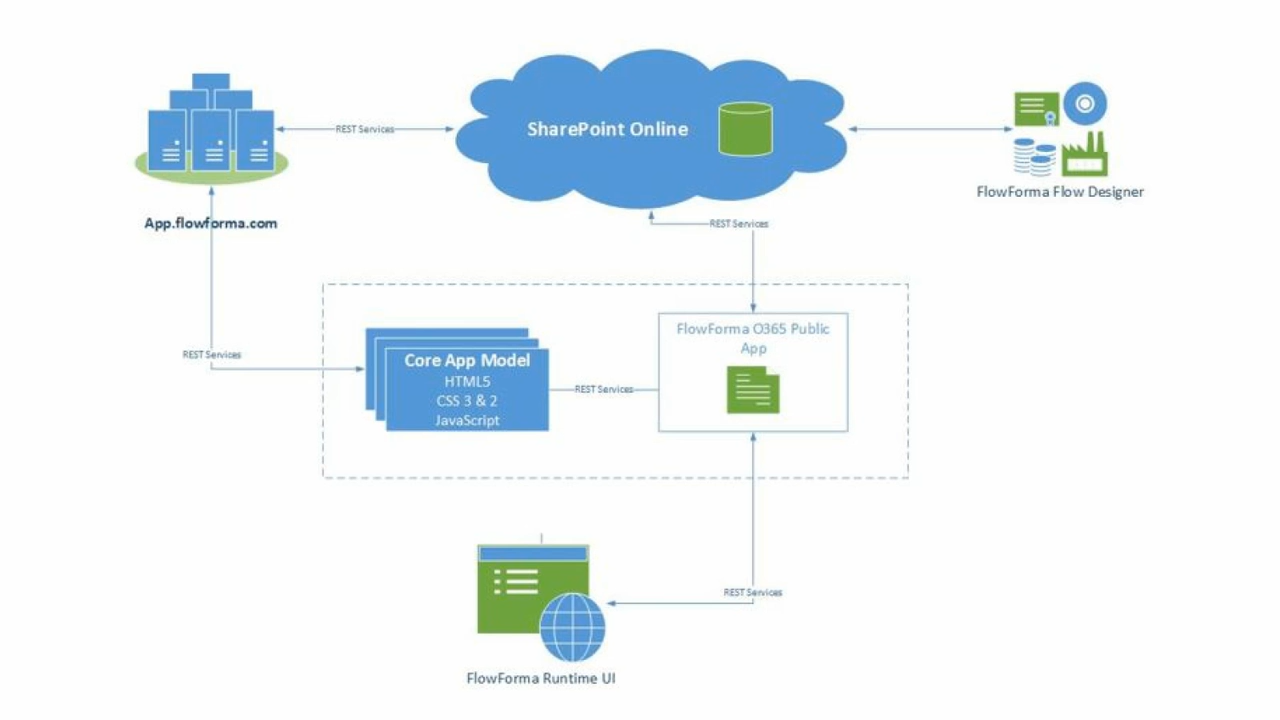 REST Services
SharePoint Online
FlowForma Flow Designer
App.flowforma.com
REST Services
FlowForma O365 Public
App
REST Services
Core App Model
HTML5
CSS 3 & 2
JavaScript
REST Services
REST Services
FlowForma Runtime UI